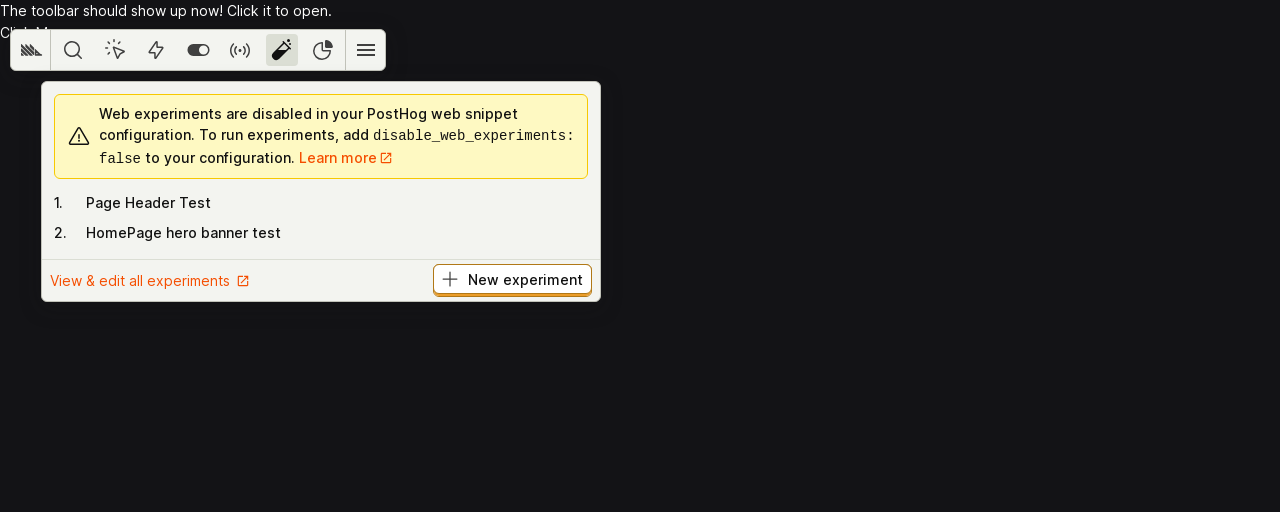 The toolbar should show up now! Click it to open.
Web experiments are disabled in your PostHog web snippet
configuration. To run experiments, add disable_web_experiments:
false to your configuration. Learn more
1. Page Header Test
2. HomePage hero banner test
View & edit all experiments
New experiment